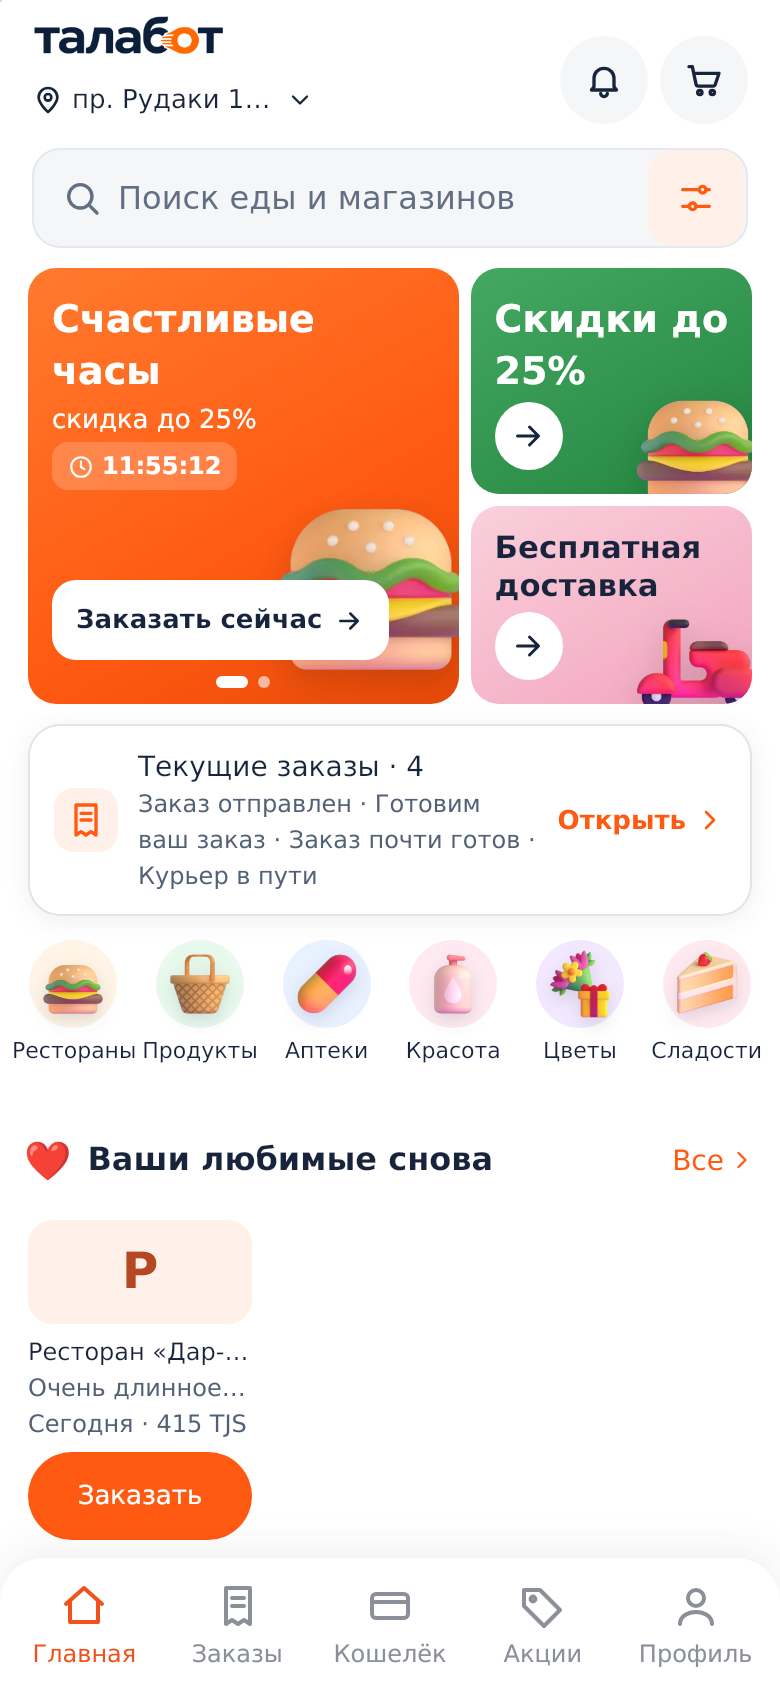 талабот
пр. Рудаки 1...
Поиск еды и магазинов
Счастливые
часы
скидка до 25%
11:55:12
Заказать сейчас
Скидки до
25%
Бесплатная
доставка
Текущие заказы · 4
Заказ отправлен · Готовим
ваш заказ · Заказ почти готов ·
Курьер в пути
Открыть
Рестораны
Продукты
Аптеки
Красота
Цветы
Сладости
Ваши любимые снова
Все
Р
Ресторан «Дар-...
Очень длинное...
Сегодня · 415 TJS
Заказать
Главная
Заказы
Кошелёк
Акции
Профиль